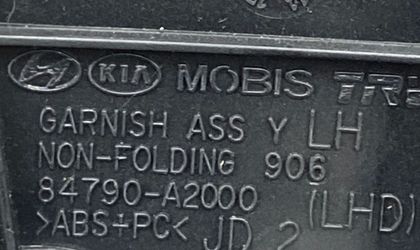 KIA MOBIS
GARNISH ASS Y LH
NON-FOLDING 906
84790-A2000 (LHD)
>ABS+PC< JD 2